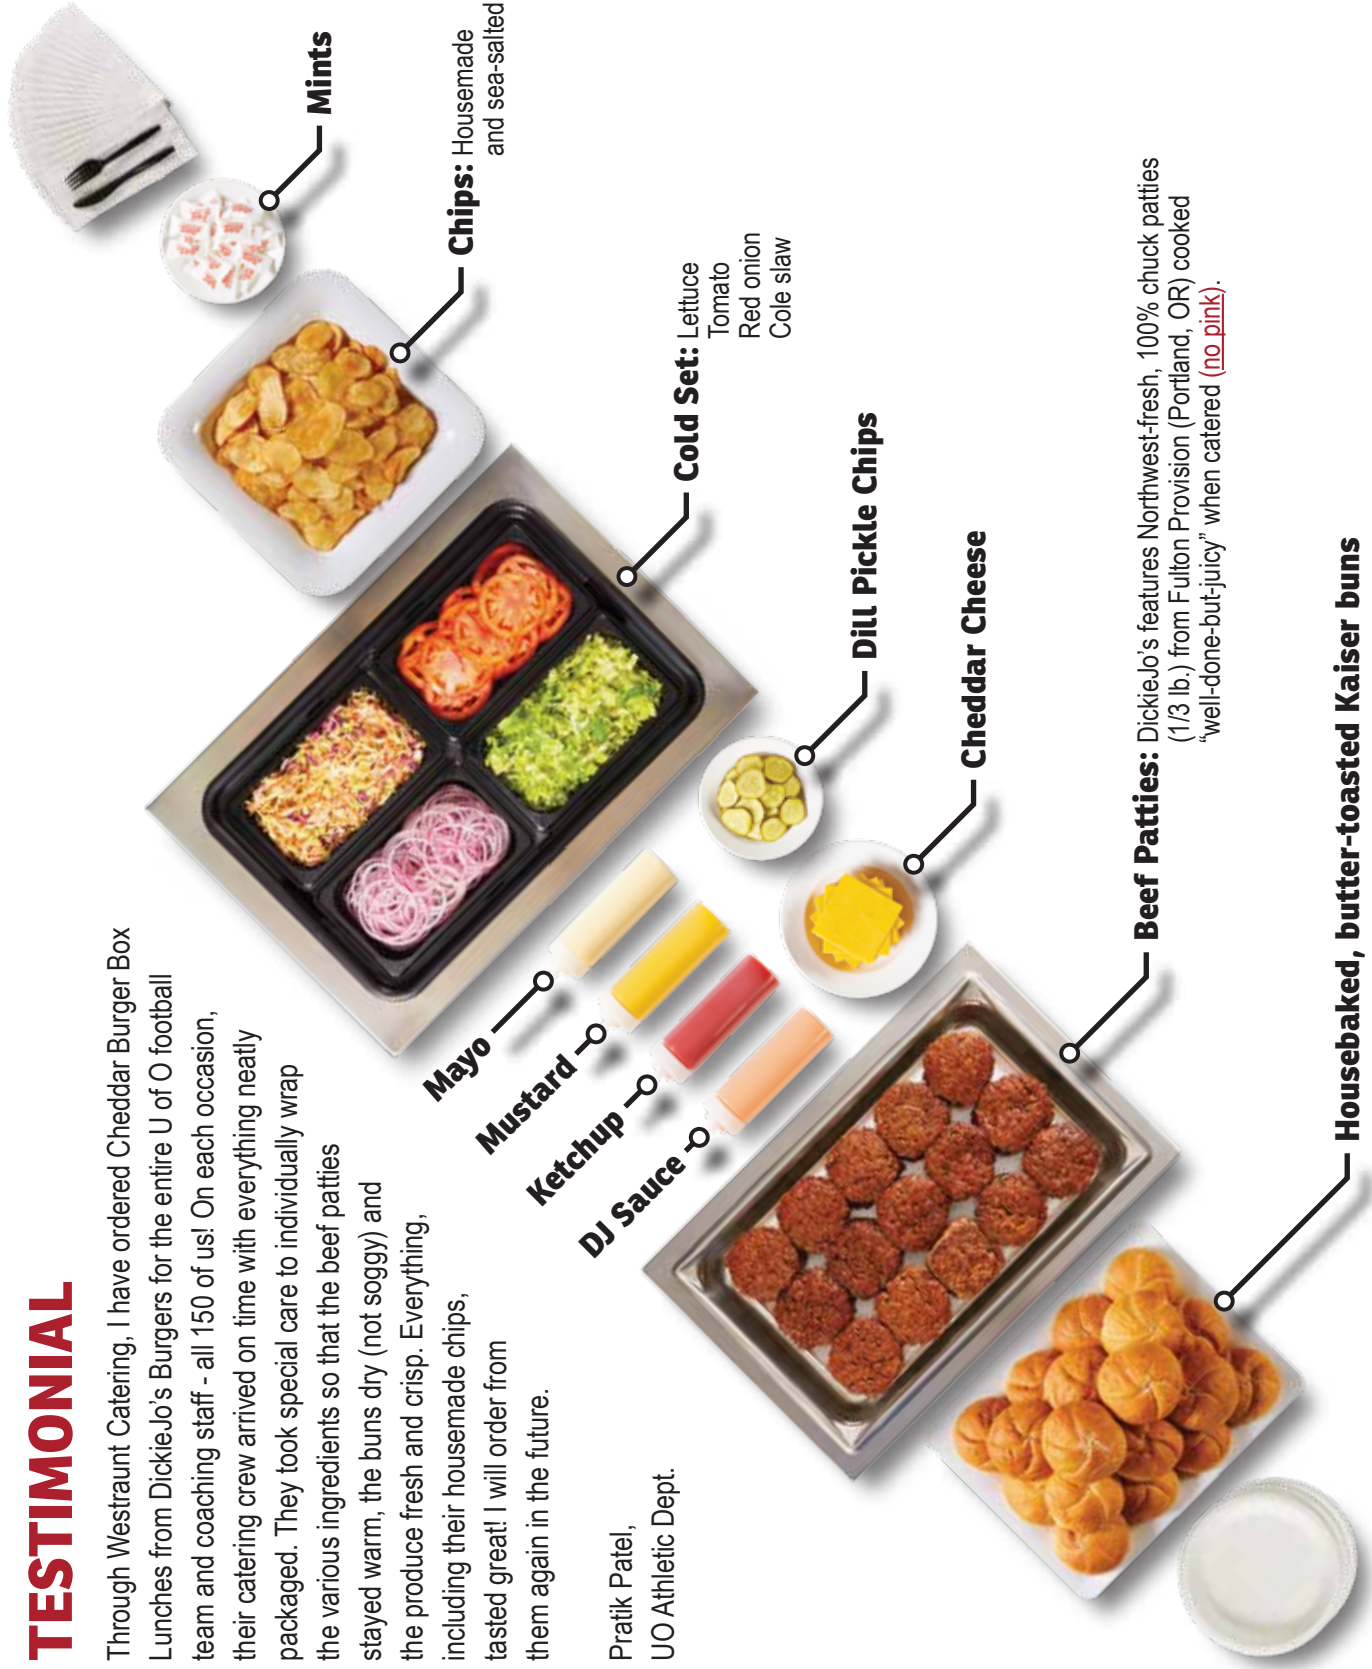 TESTIMONIAL
Through Westraunt Catering, I have ordered Cheddar Burger Box
Lunches from DickieJo's Burgers for the entire U of O football
team and coaching staff - all 150 of us! On each occasion,
their catering crew arrived on time with everything neatly
packaged. They took special care to individually wrap
the various ingredients so that the beef patties
stayed warm, the buns dry (not soggy) and
the produce fresh and crisp. Everything,
including their housemade chips,
tasted great! I will order from
them again in the future.
Pratik Patel,
UO Athletic Dept.
Mints
Chips: Housemade
and sea-salted
Cold Set: Lettuce
Tomato
Red onion
Cole slaw
Mayo
Mustard
Ketchup
DJ Sauce
Dill Pickle Chips
Cheddar Cheese
Beef Patties: DickieJo's features Northwest-fresh, 100% chuck patties
(1/3 lb.) from Fulton Provision (Portland, OR) cooked
“well-done-but-juicy” when catered (no pink).
Housebaked, butter-toasted Kaiser buns